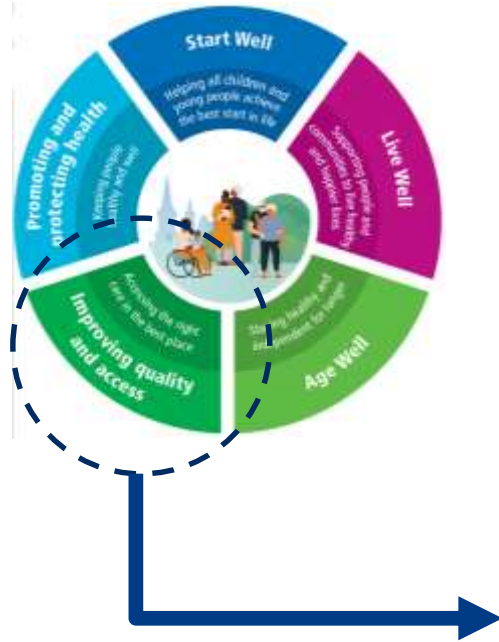 Start Well
Helping all children and
young people achieve
the best start in life
Live Well
Supporting people and
communities to live healthy
and happier lives
Age Well
Staying healthy and
independent for longer
Improving quality
and access
Accessing the right
care in the best place
Promoting and
protecting health
Keeping people
healthy and well